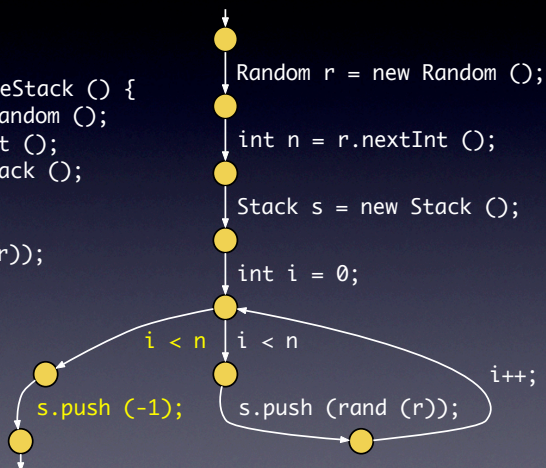 eStack () {
andom ();
t ();
ack ();
r));
Random r = new Random ();
int n = r.nextInt ();
Stack s = new Stack ();
int i = 0;
i < n
i < n
i++;
s.push (-1);
s.push (rand (r));